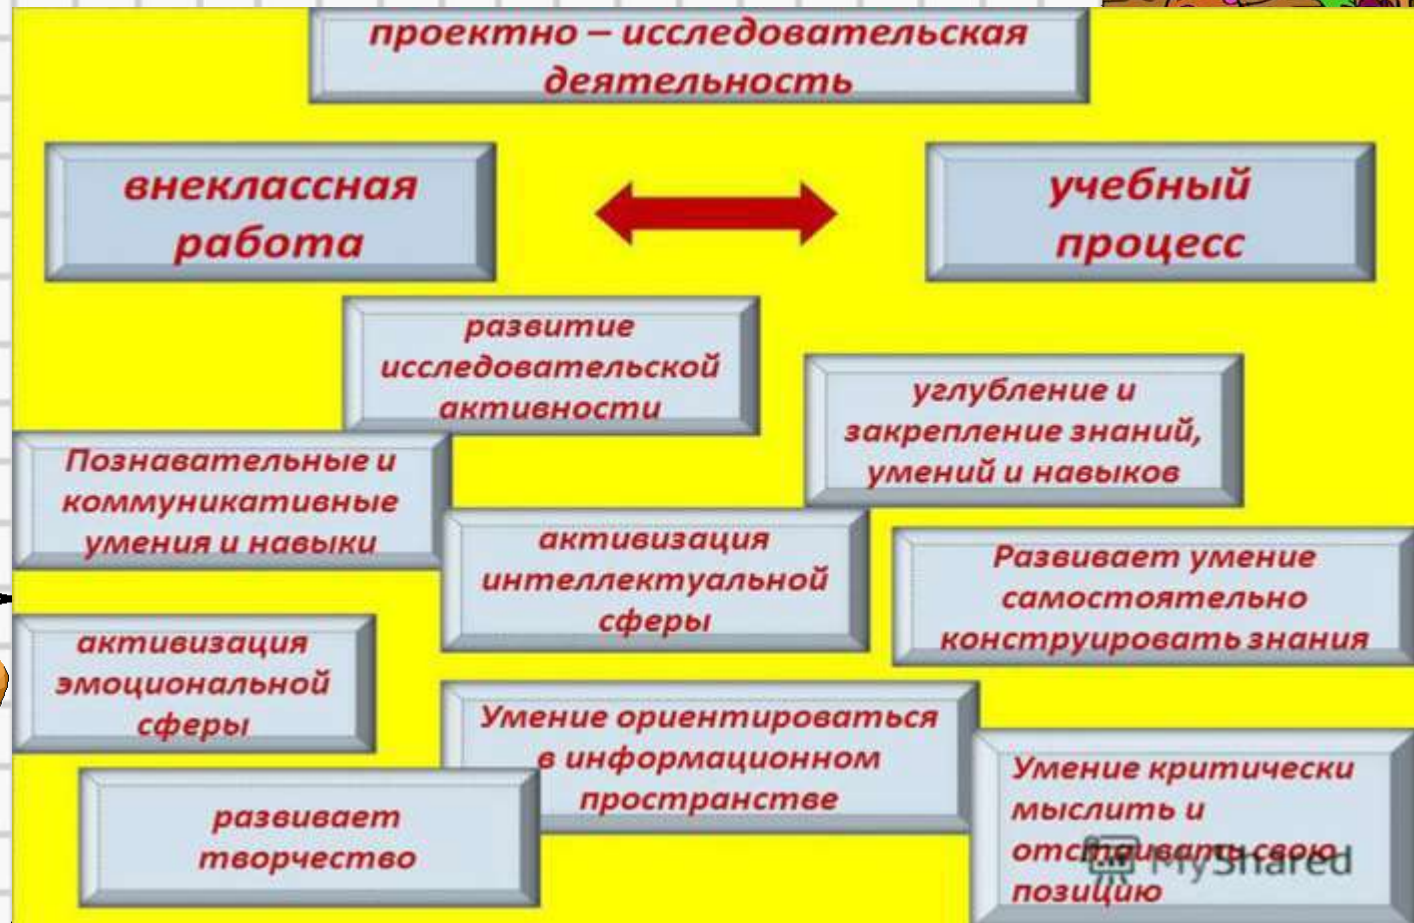 проектно – исследовательская
деятельность
внеклассная
работа
учебный
процесс
развитие
исследовательской
активности
углубление и
закрепление знаний,
умений и навыков
Познавательные и
коммуникативные
умения и навыки
активизация
интеллектуальной
сферы
Развивает умение
самостоятельно
конструировать знания
активизация
эмоциональной
сферы
Умение ориентироваться
в информационном
пространстве
развивает
творчество
Умение критически
мыслить и
отстаивать свою
позицию
MyShared